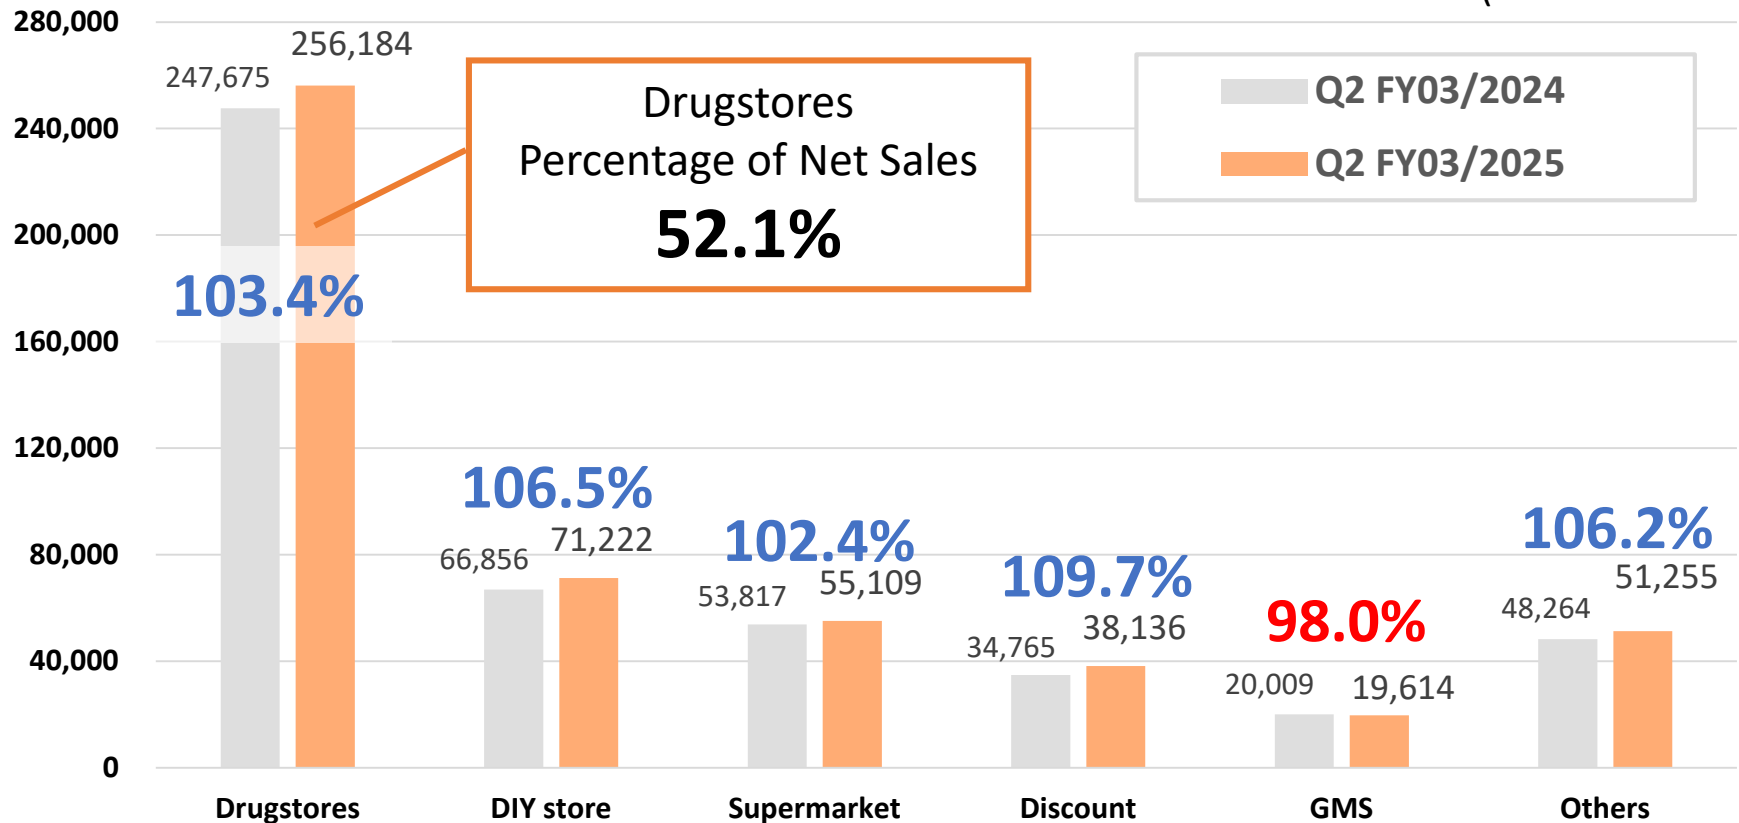 (
280,000
240,000
200,000
160,000
120,000
80,000
40,000
0
247,675
256,184
103.4%
Drugstores
Percentage of Net Sales
52.1%
Q2 FY03/2024
Q2 FY03/2025
106.5%
66,856
71,222
102.4%
53,817
55,109
109.7%
34,765
38,136
98.0%
20,009
19,614
106.2%
48,264
51,255
Drugstores
DIY store
Supermarket
Discount
GMS
Others